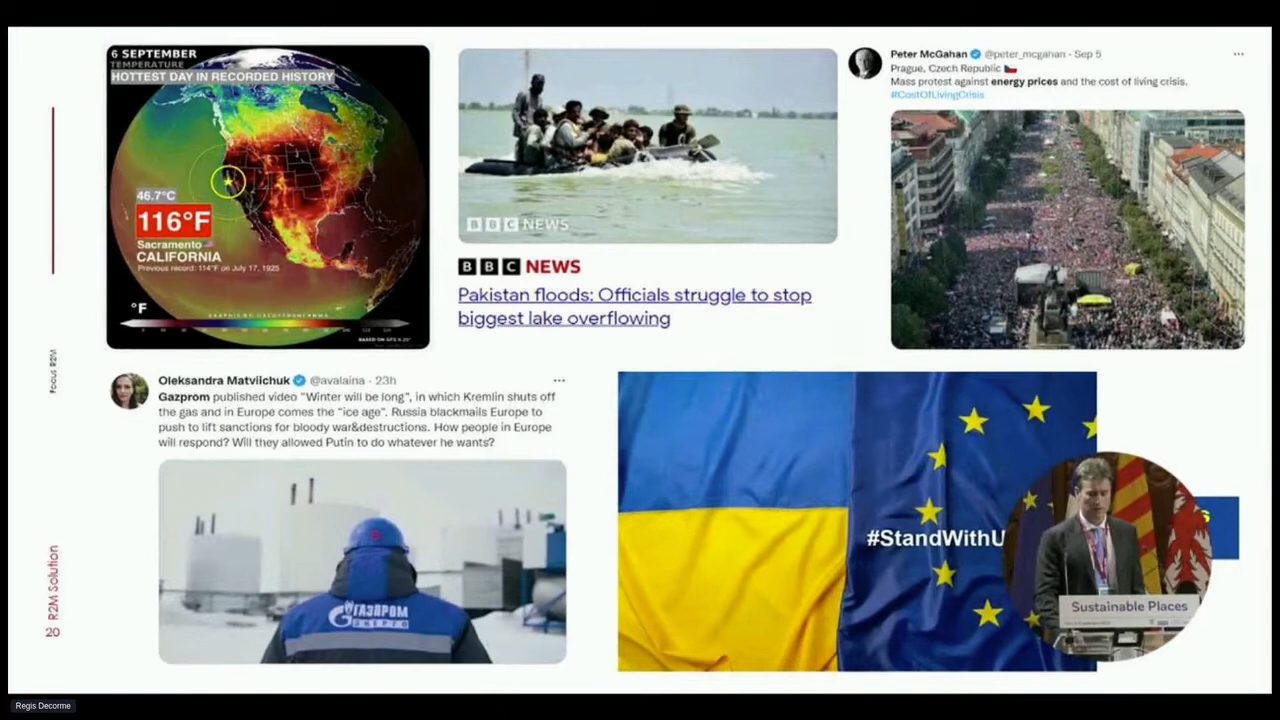 6 SEPTEMBER
TEMPERATURE
HOTTEST DAY IN RECORDED HISTORY
46.7°C
116°F
Sacramento
CALIFORNIA
Previous record: 114°F on July 17, 1925
°F
BBC NEWS
BBC NEWS
Pakistan floods: Officials struggle to stop
biggest lake overflowing
Peter McGahan @peter_mcgahan · Sep 5
Prague, Czech Republic
Mass protest against energy prices and the cost of living crisis.
#CostOfLivingCrisis
Focus R2M
R2M Solution
20
Oleksandra Matviichuk @avalaina · 23h
Gazprom published video "Winter will be long", in which Kremlin shuts off
the gas and in Europe comes the "ice age". Russia blackmails Europe to
push to lift sanctions for bloody war&destructions. How people in Europe
will respond? Will they allowed Putin to do whatever he wants?
ГАЗПРОМ
#StandWithU
s
Sustainable Places
Regis Decorme